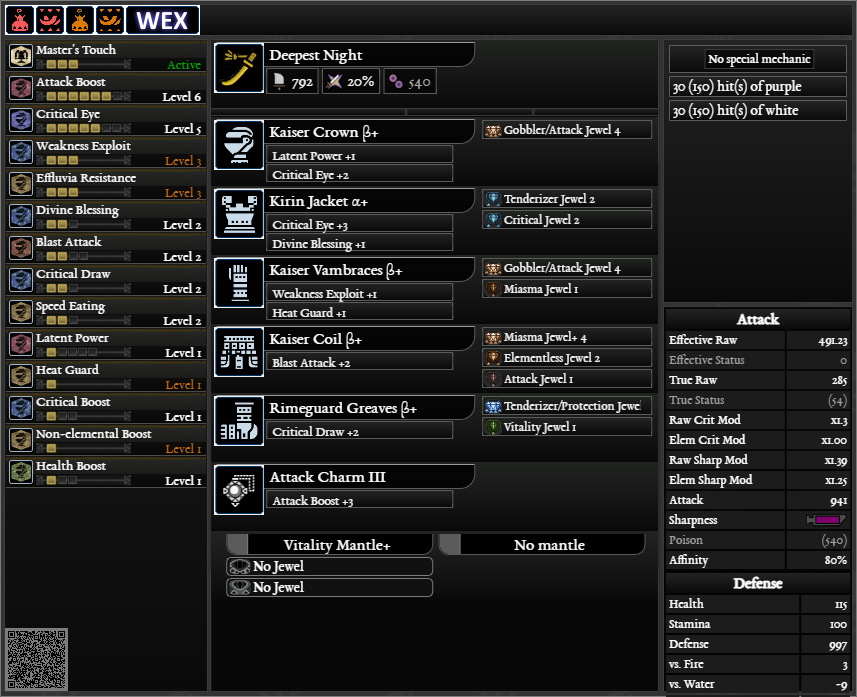 WEX
Master's Touch
Active
Attack Boost
Level 6
Critical Eye
Level 5
Weakness Exploit
Level 3
Effluvia Resistance
Level 3
Divine Blessing
Level 2
Blast Attack
Level 2
Critical Draw
Level 2
Speed Eating
Level 2
Latent Power
Level 1
Heat Guard
Level 1
Critical Boost
Level 1
Non-elemental Boost
Level 1
Health Boost
Level 1
Deepest Night
792 20% 540
Kaiser Crown β+
Latent Power +1
Critical Eye +2
Gobbler/Attack Jewel 4
Kirin Jacket α+
Critical Eye +3
Divine Blessing +1
Tenderizer Jewel 2
Critical Jewel 2
Kaiser Vambraces β+
Weakness Exploit +1
Heat Guard +1
Gobbler/Attack Jewel 4
Miasma Jewel 1
Kaiser Coil β+
Blast Attack +2
Miasma Jewel+ 4
Elementless Jewel 2
Attack Jewel 1
Rimeguard Greaves β+
Critical Draw +2
Tenderizer/Protection Jewe
Vitality Jewel 1
Attack Charm III
Attack Boost +3
Vitality Mantle+
No Jewel
No Jewel
No mantle
No special mechanic
30 (150) hit(s) of purple
30 (150) hit(s) of white
Attack
Effective Raw 491.23
Effective Status 0
True Raw 285
True Status (54)
Raw Crit Mod x1.3
Elem Crit Mod x1.00
Raw Sharp Mod x1.39
Elem Sharp Mod x1.25
Attack 941
Sharpness
Poison (540)
Affinity 80%
Defense
Health 115
Stamina 100
Defense 997
vs. Fire 3
vs. Water -9